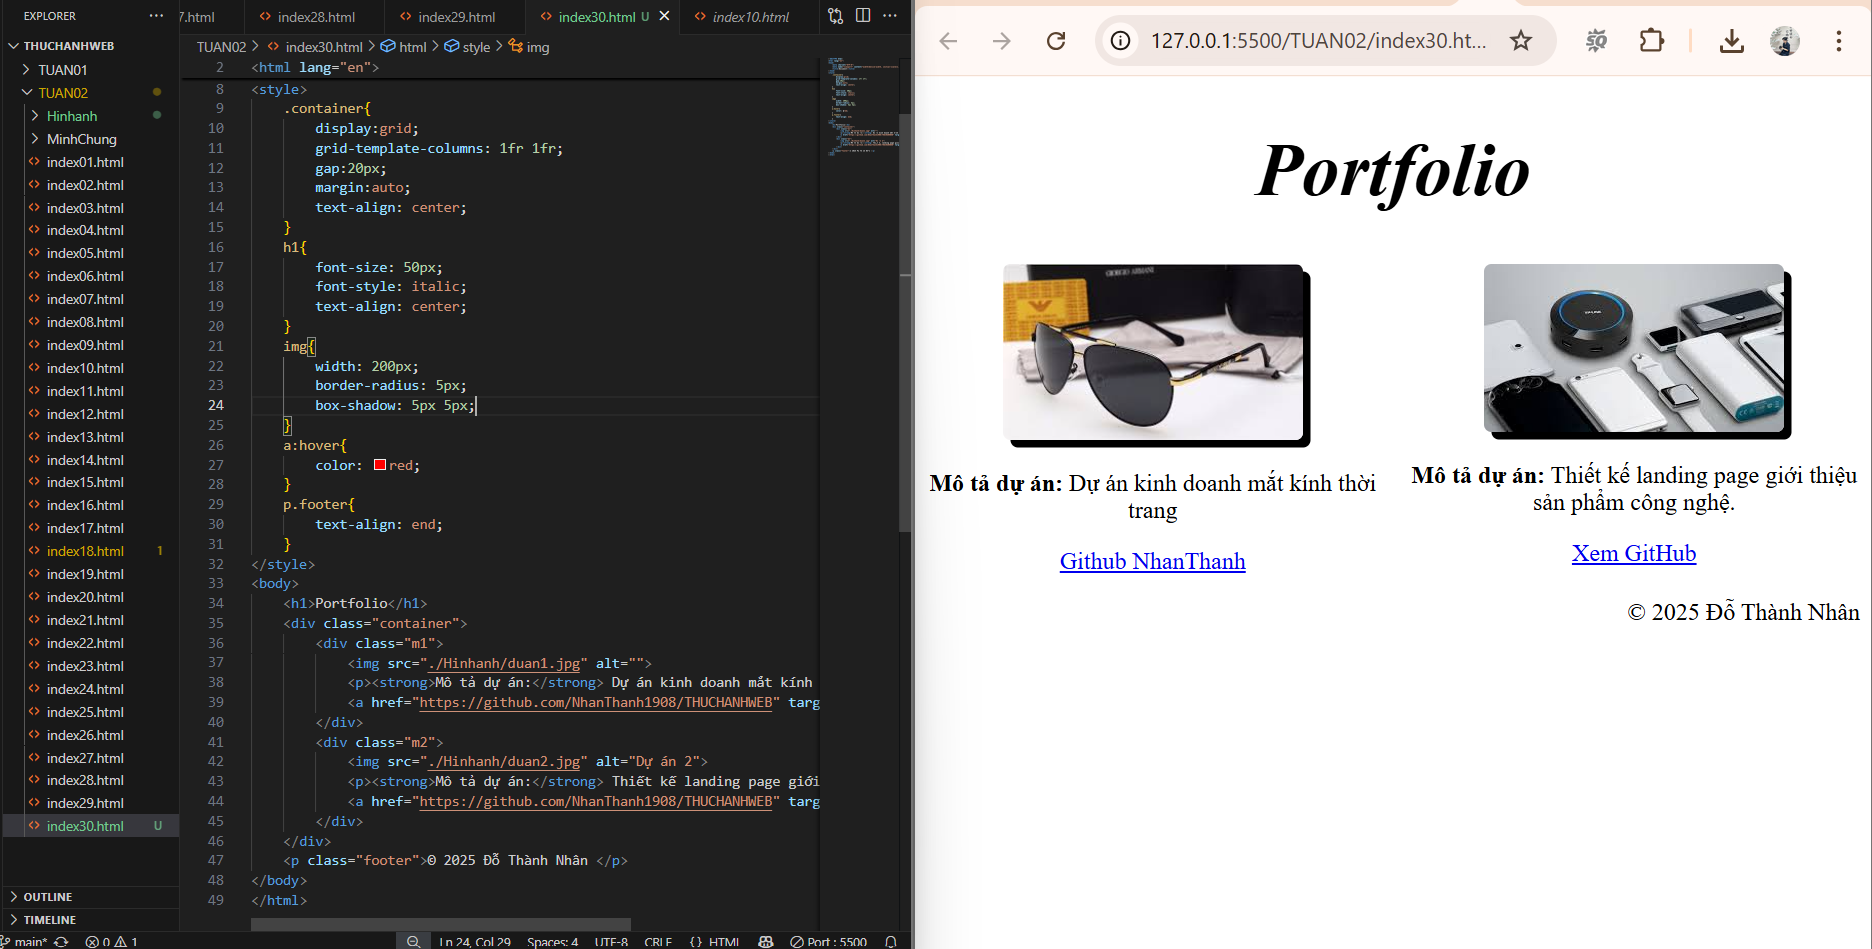 EXPLORER
THUCHANHWEB
TUAN01
TUAN02
Hinhanh
MinhChung
index01.html
index02.html
index03.html
index04.html
index05.html
index06.html
index07.html
index08.html
index09.html
index10.html
index11.html
index12.html
index13.html
index14.html
index15.html
index16.html
index17.html
index18.html 1
index19.html
index20.html
index21.html
index22.html
index23.html
index24.html
index25.html
index26.html
index27.html
index28.html
index29.html
index30.html U
OUTLINE
TIMELINE
7.html index28.html index29.html index30.html U index10.html
TUAN02 > index30.html > html > style > img
2 <html lang="en">
8 <style>
9 .container{
10 display:grid;
11 grid-template-columns: 1fr 1fr;
12 gap:20px;
13 margin:auto;
14 text-align: center;
15 }
16 h1{
17 font-size: 50px;
18 font-style: italic;
19 text-align: center;
20 }
21 img{
22 width: 200px;
23 border-radius: 5px;
24 box-shadow: 5px 5px;
25 }
26 a:hover{
27 color: red;
28 }
29 p.footer{
30 text-align: end;
31 }
32 </style>
33 <body>
34 <h1>Portfolio</h1>
35 <div class="container">
36 <div class="m1">
37 <img src="./Hinhanh/duan1.jpg" alt="">
38 <p><strong>Mô tả dự án:</strong> Dự án kinh doanh mắt kính
39 <a href="https://github.com/NhanThanh1908/THUCHANHWEB" targ
40 </div>
41 <div class="m2">
42 <img src="./Hinhanh/duan2.jpg" alt="Dự án 2">
43 <p><strong>Mô tả dự án:</strong> Thiết kế landing page giới
44 <a href="https://github.com/NhanThanh1908/THUCHANHWEB" targ
45 </div>
46 </div>
47 <p class="footer">© 2025 Đỗ Thành Nhân </p>
48 </body>
49 </html>
main* 0 1 Ln 24, Col 29 Spaces: 4 UTF-8 CRLF {} HTML Port : 5500
127.0.0.1:5500/TUAN02/index30.ht...
Portfolio
GIORGIO ARMANI
Mô tả dự án: Dự án kinh doanh mắt kính thời
trang
Github NhanThanh
Mô tả dự án: Thiết kế landing page giới thiệu
sản phẩm công nghệ.
Xem GitHub
© 2025 Đỗ Thành Nhân